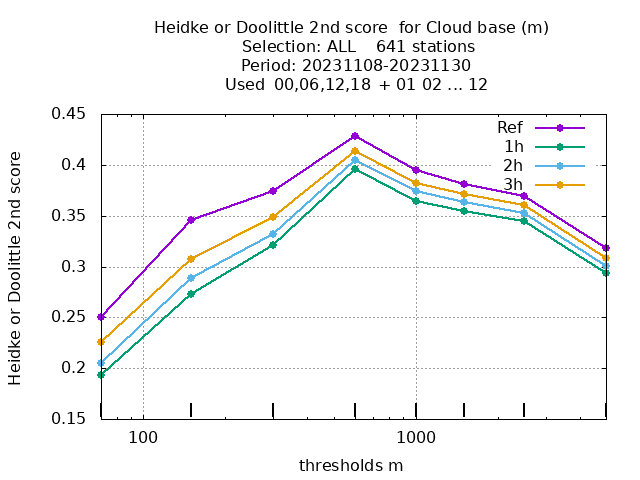 Heidke or Doolittle 2nd score  for Cloud base (m)
Selection: ALL    641 stations
Period: 20231108-20231130
Used  00,06,12,18  + 01 02 ... 12
Ref
1h
2h
3h
0.45
0.4
0.35
0.3
0.25
0.2
0.15
Heidke or Doolittle 2nd score
100
1000
thresholds m